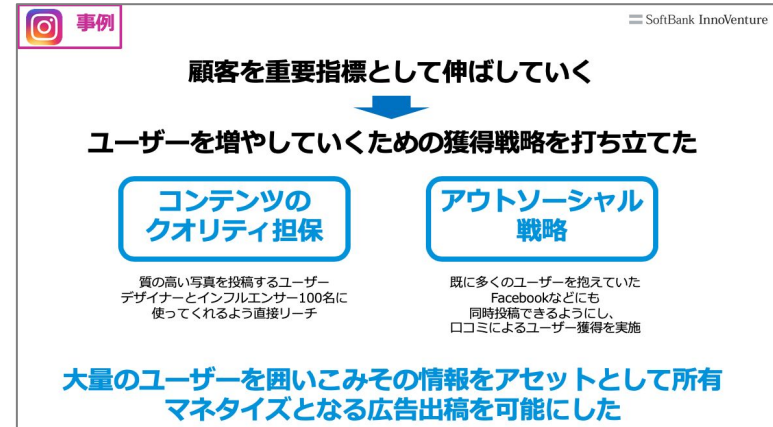 事例
SoftBank InnoVenture
顧客を重要指標として伸ばしていく
ユーザーを増やしていくための獲得戦略を打ち立てた
コンテンツの
クオリティ担保
質の高い写真を投稿するユーザー
デザイナーとインフルエンサー100名に
使ってくれるよう直接リーチ
アウトソーシャル
戦略
既に多くのユーザーを抱えていた
Facebookなどにも
同時投稿できるようにし、
口コミによるユーザー獲得を実施
大量のユーザーを囲いこみその情報をアセットとして所有
マネタイズとなる広告出稿を可能にした